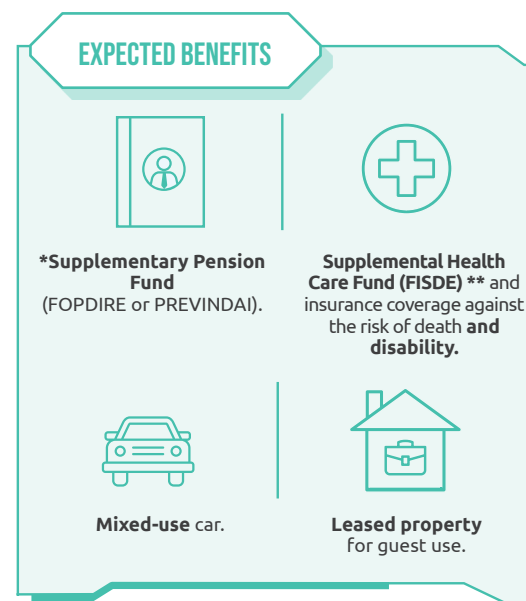 EXPECTED BENEFITS
*Supplementary Pension
Fund
(FOPDIRE or PREVINDAI).
Supplemental Health
Care Fund (FISDE) ** and
insurance coverage against
the risk of death and
disability.
Mixed-use car.
Leased property
for guest use.